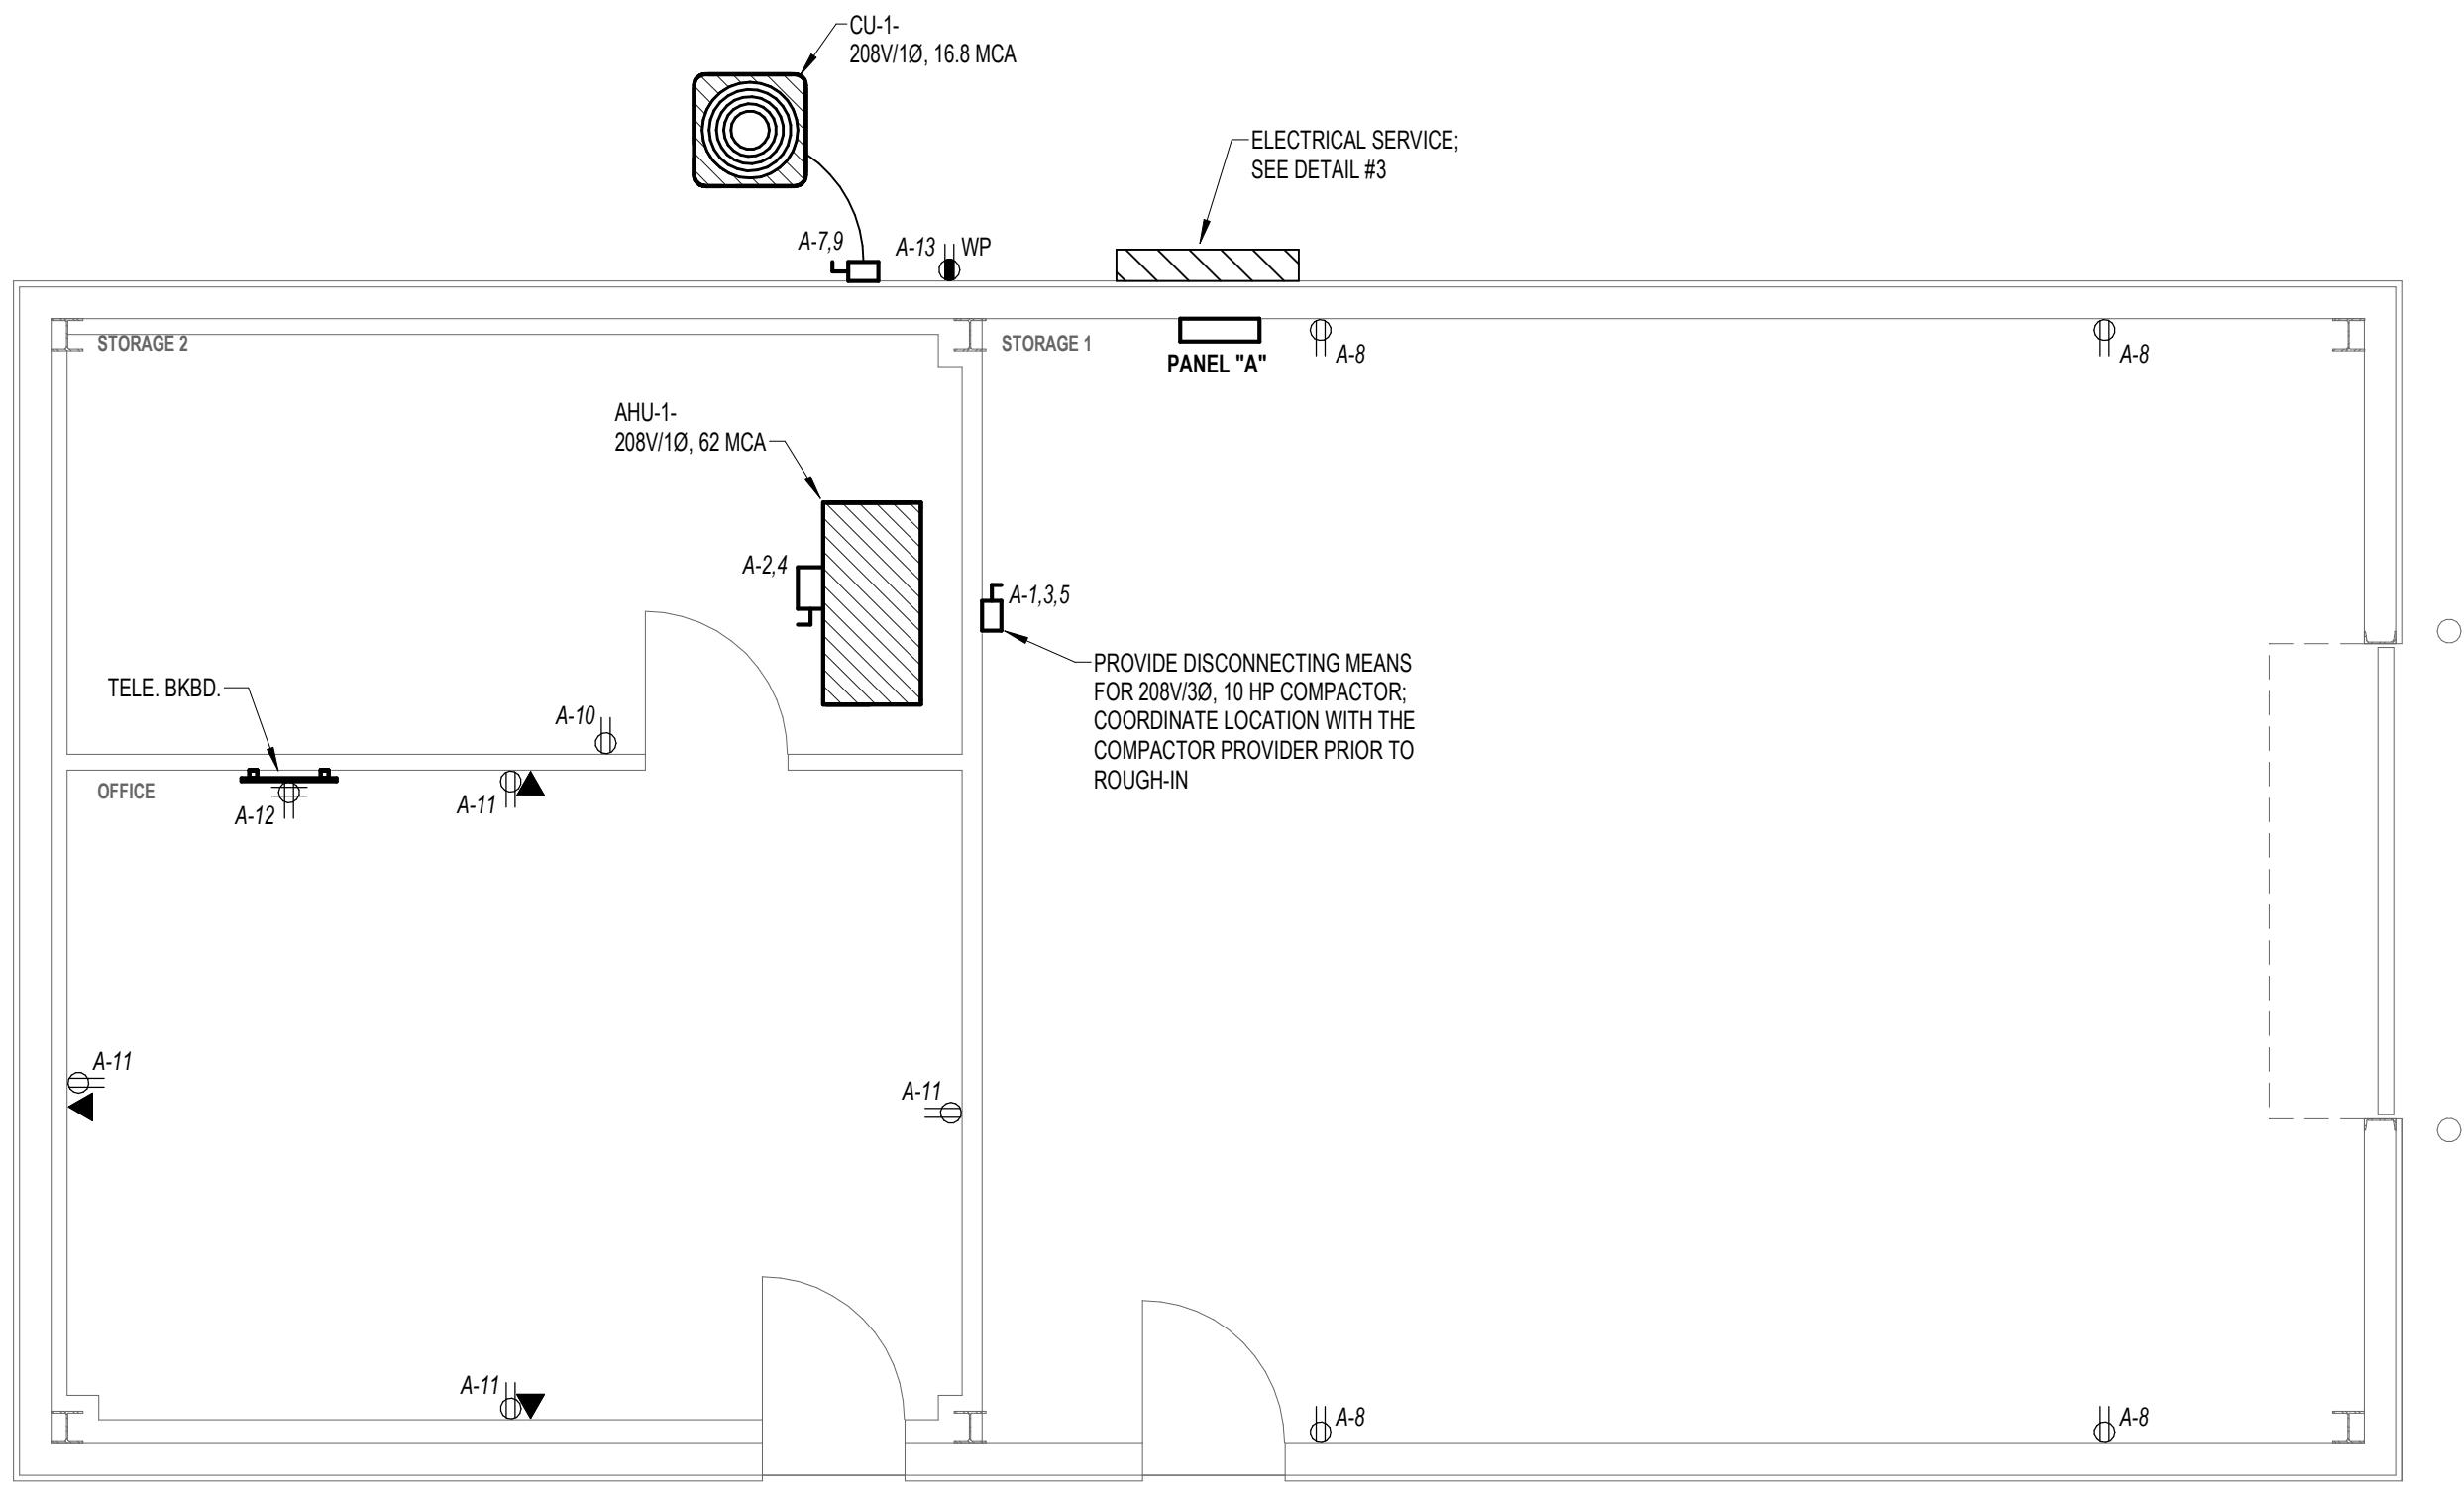 CU-1-
208V/1Ø, 16.8 MCA
ELECTRICAL SERVICE;
SEE DETAIL #3
A-7,9
A-13
WP
STORAGE 2
STORAGE 1
PANEL "A"
A-8
A-8
AHU-1-
208V/1Ø, 62 MCA
A-2,4
A-1,3,5
PROVIDE DISCONNECTING MEANS
FOR 208V/3Ø, 10 HP COMPACTOR;
COORDINATE LOCATION WITH THE
COMPACTOR PROVIDER PRIOR TO
ROUGH-IN
TELE. BKBD.
A-10
OFFICE
A-12
A-11
A-11
A-11
A-11
A-8
A-8